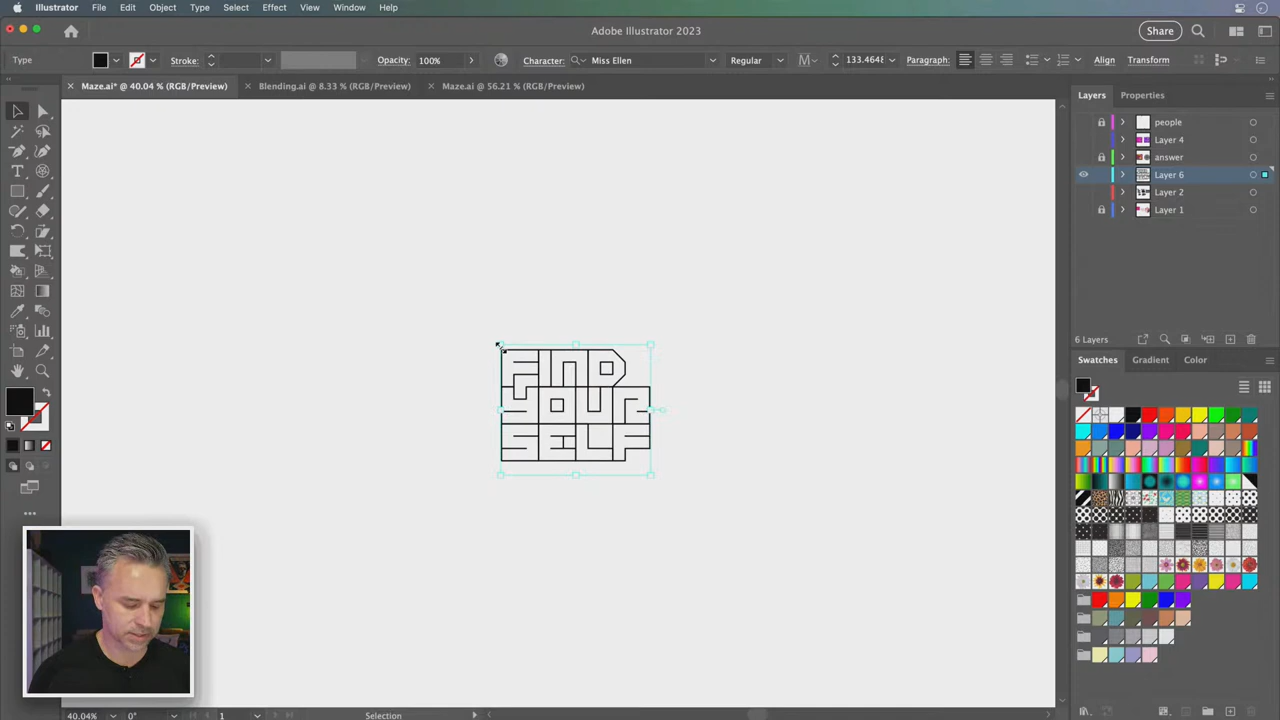 Illustrator File Edit Object Type Select Effect View Window Help
Adobe Illustrator 2023
Share
Type Stroke: Opacity: 100% Character: Miss Ellen Regular 133.464 Paragraph: Align Transform
Maze.ai* @ 40.04 % (RGB/Preview) Blending.ai @ 8.33 % (RGB/Preview) Maze.ai @ 56.21 % (RGB/Preview)
Layers Properties
people
Layer 4
answer
Layer 6
Layer 2
Layer 1
6 Layers
Swatches Gradient Color
FIND
YOUR
SELF
40.04% 0° 1 Selection